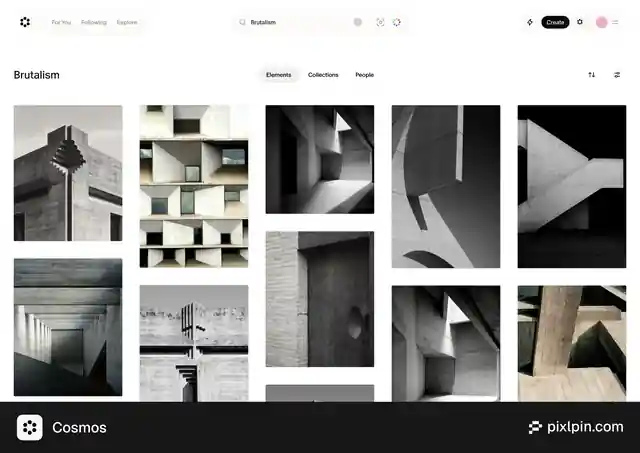 For You Following Explore
Brutalism
Create
Brutalism
Elements Collections People
Cosmos
pixlpin.com